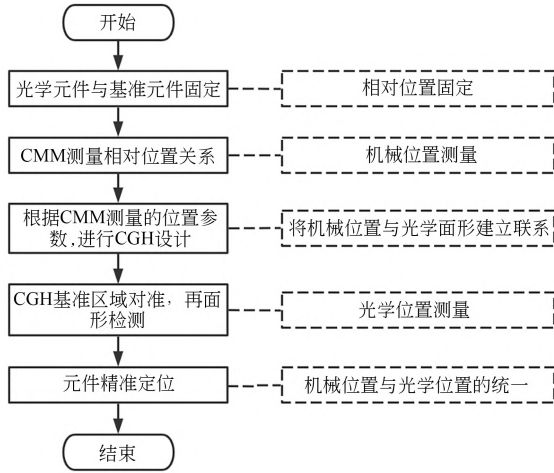 开始
光学元件与基准元件固定
相对位置固定
CMM测量相对位置关系
机械位置测量
根据CMM测量的位置参
数,进行CGH设计
将机械位置与光学面形建立联系
CGH基准区域对准，再面
形检测
光学位置测量
元件精准定位
机械位置与光学位置的统一
结束